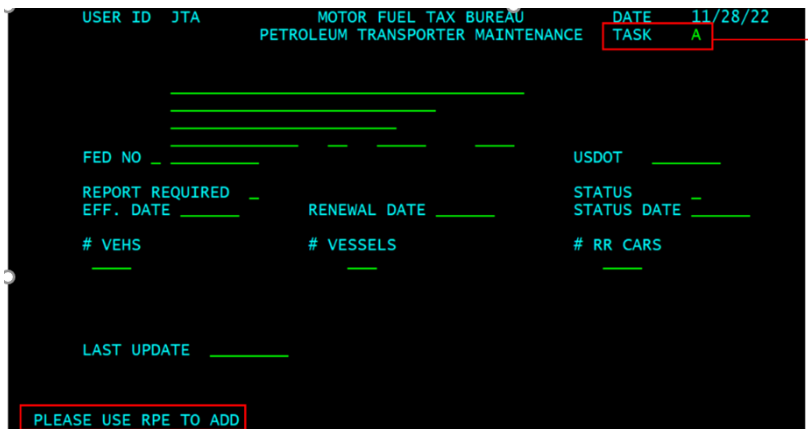 USER ID JTA MOTOR FUEL TAX BUREAU DATE 11/28/22
PETROLEUM TRANSPORTER MAINTENANCE TASK A
FED NO USDOT
REPORT REQUIRED STATUS
EFF. DATE RENEWAL DATE STATUS DATE
# VEHS # VESSELS # RR CARS
LAST UPDATE
PLEASE USE RPE TO ADD